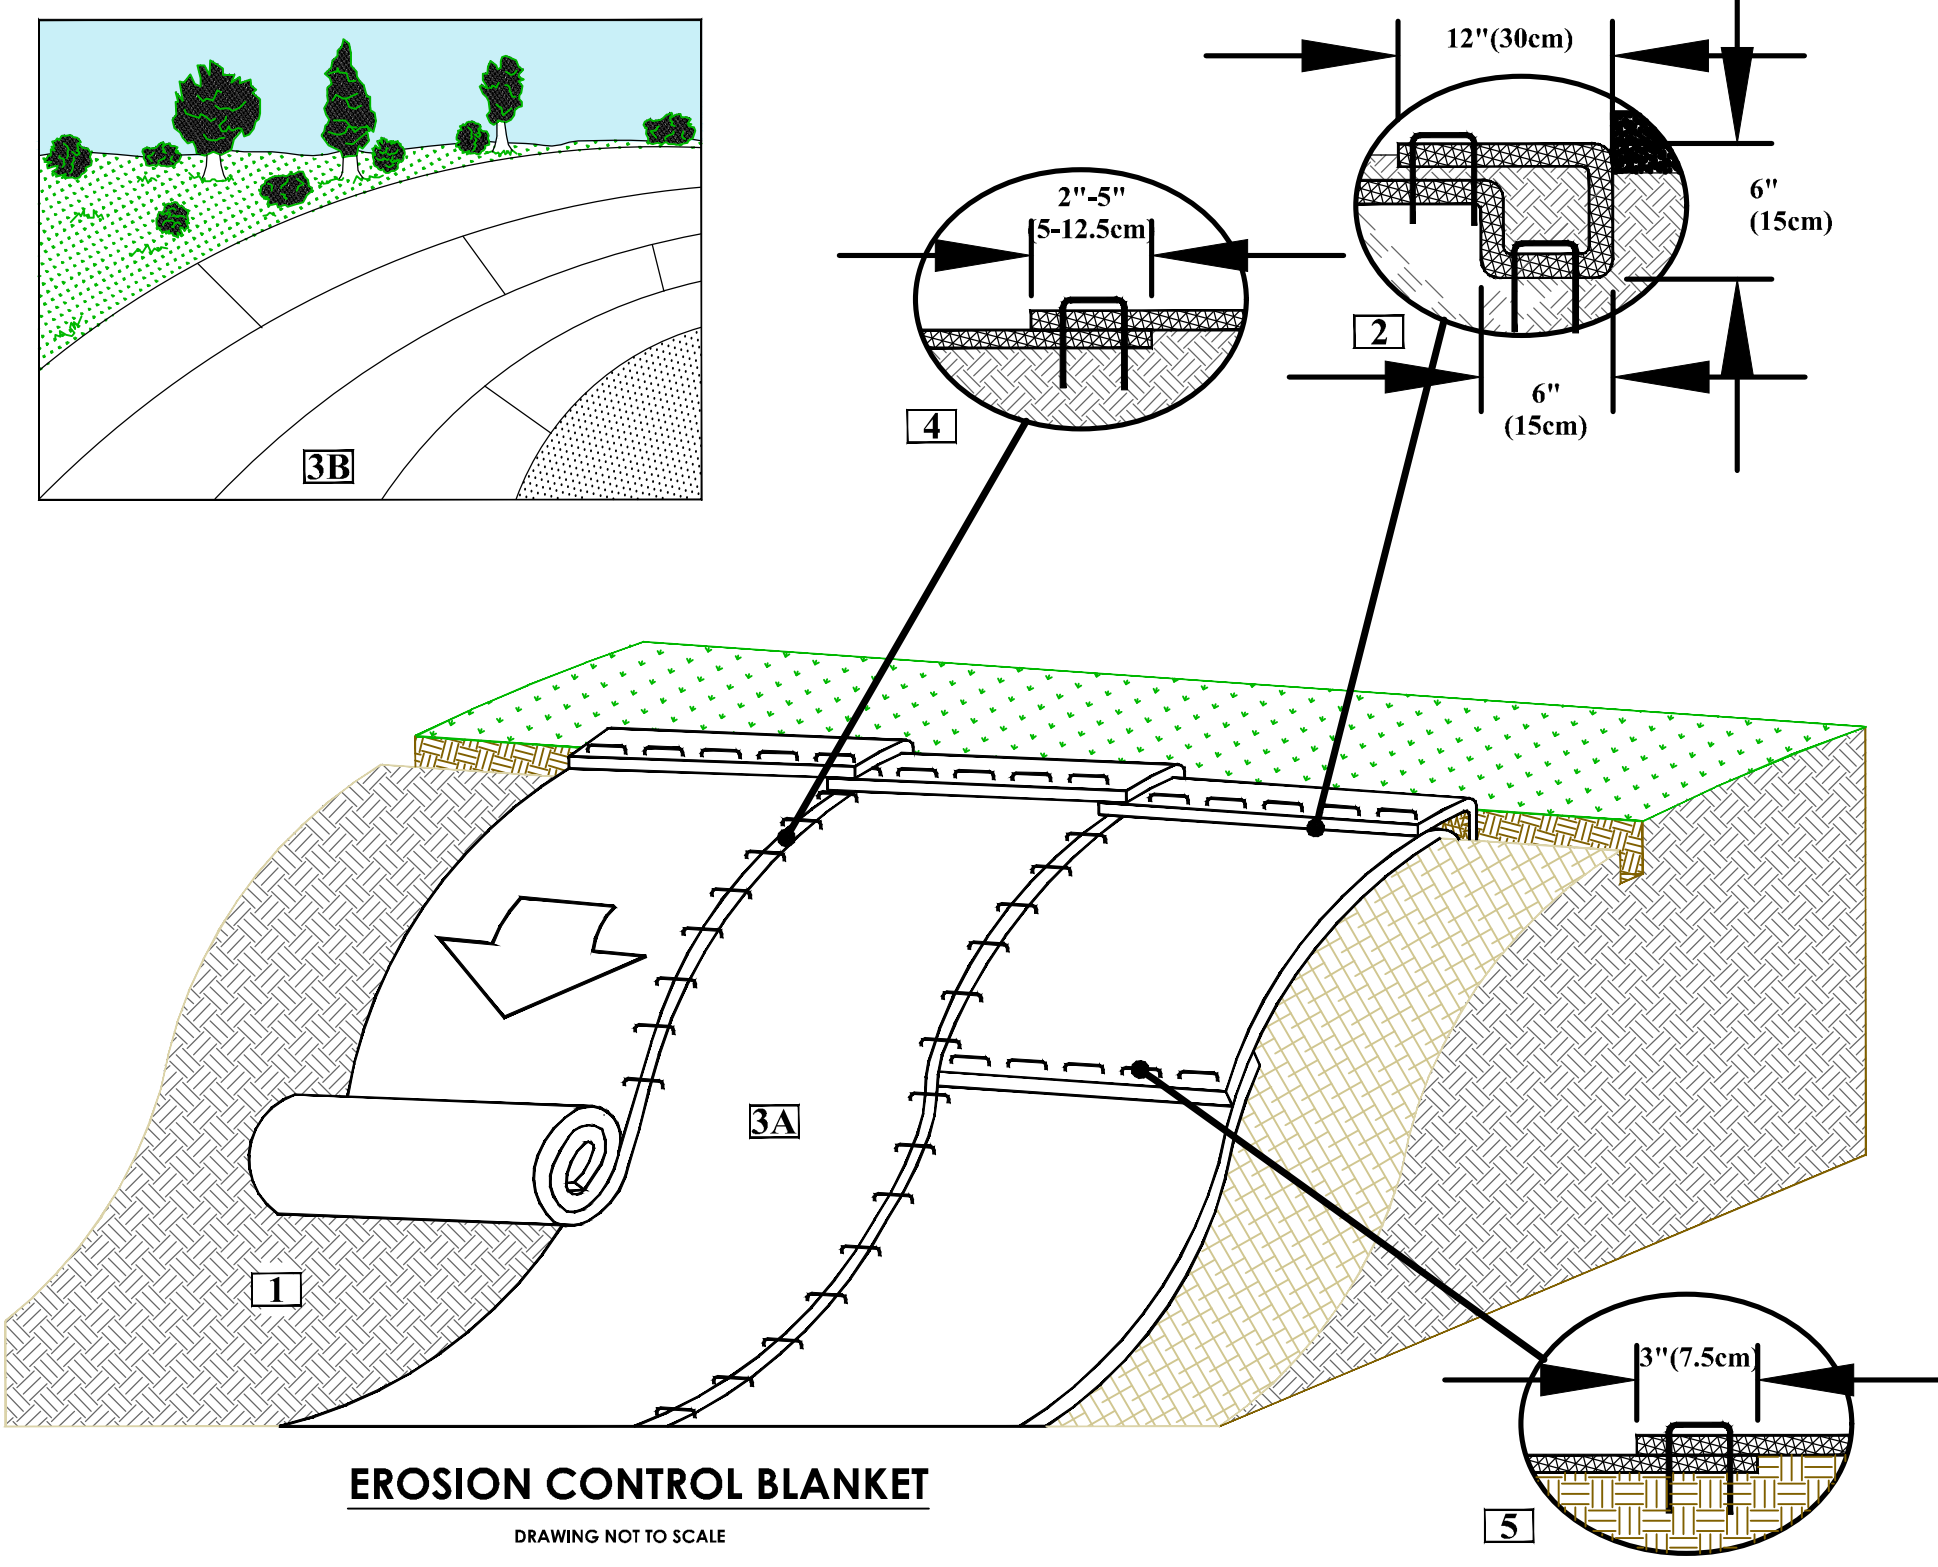 12"(30cm)
6"
(15cm)
2
6"
(15cm)
2"-5"
(5-12.5cm)
4
3B
3A
1
3"(7.5cm)
5
EROSION CONTROL BLANKET
DRAWING NOT TO SCALE